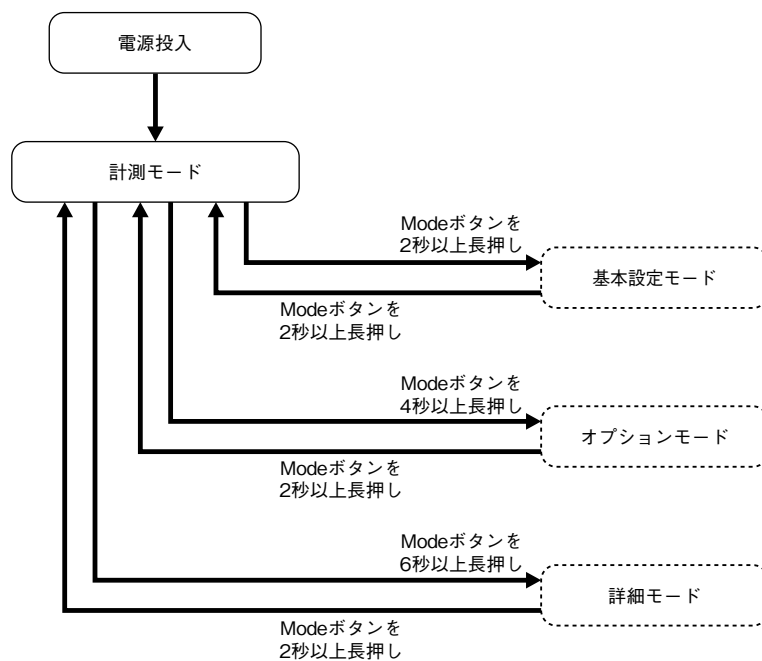 電源投入
計測モード
Modeボタンを
2秒以上長押し
基本設定モード
Modeボタンを
2秒以上長押し
Modeボタンを
4秒以上長押し
オプションモード
Modeボタンを
2秒以上長押し
Modeボタンを
6秒以上長押し
詳細モード
Modeボタンを
2秒以上長押し